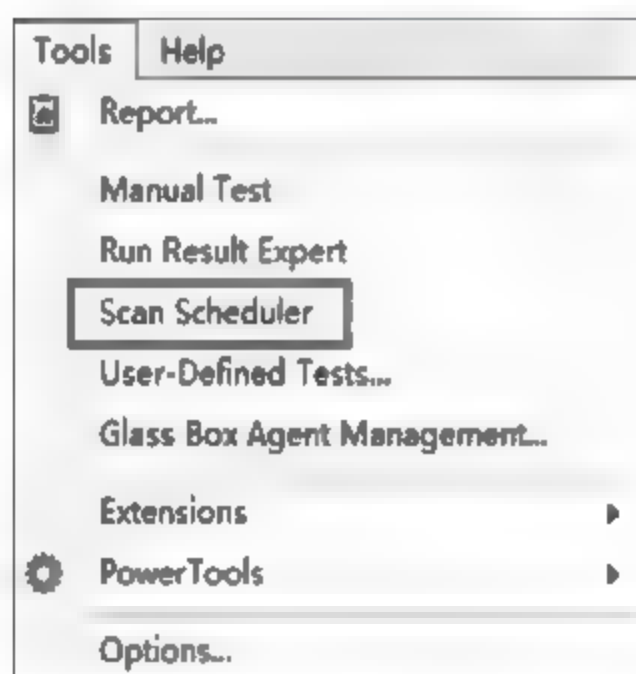 Tools Help
Report...
Manual Test
Run Result Expert
Scan Scheduler
User-Defined Tests...
Glass Box Agent Management...
Extensions
PowerTools
Options...